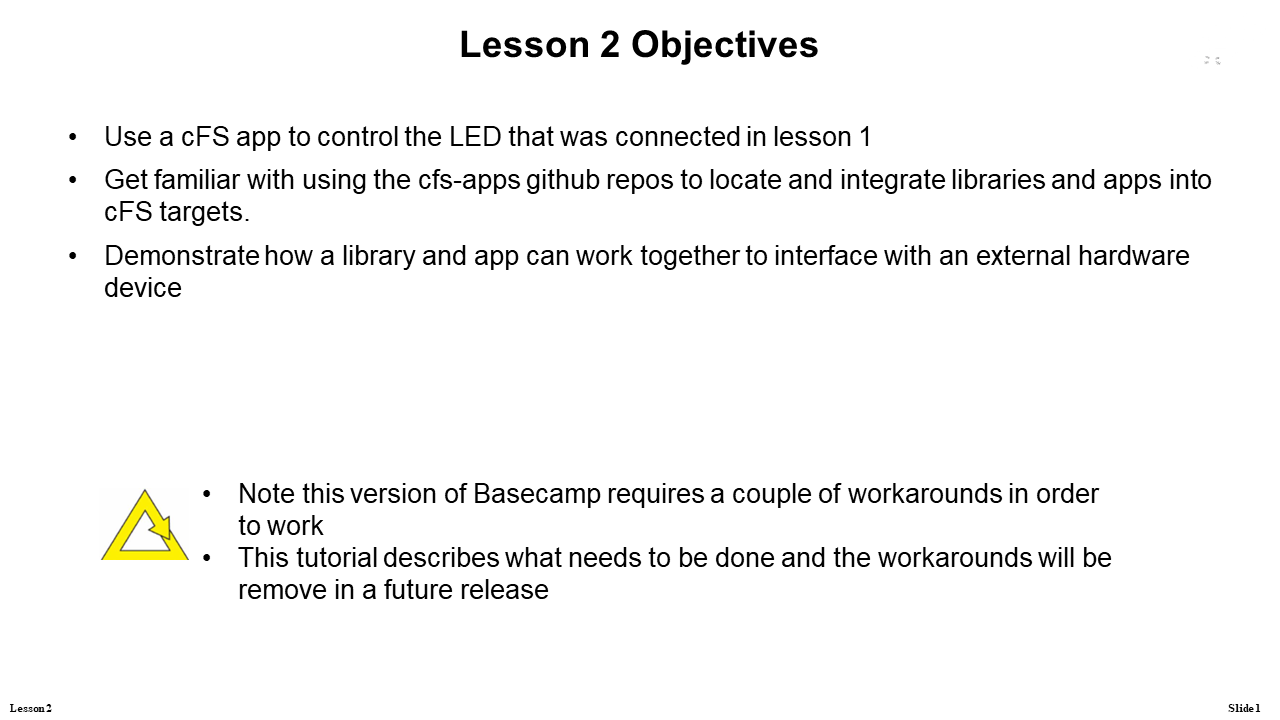 Lesson 2 Objectives
• Use a cFS app to control the LED that was connected in lesson 1
• Get familiar with using the cfs-apps github repos to locate and integrate libraries and apps into
cFS targets.
• Demonstrate how a library and app can work together to interface with an external hardware
device
• Note this version of Basecamp requires a couple of workarounds in order
to work
• This tutorial describes what needs to be done and the workarounds will be
remove in a future release
Lesson 2
Slide 1